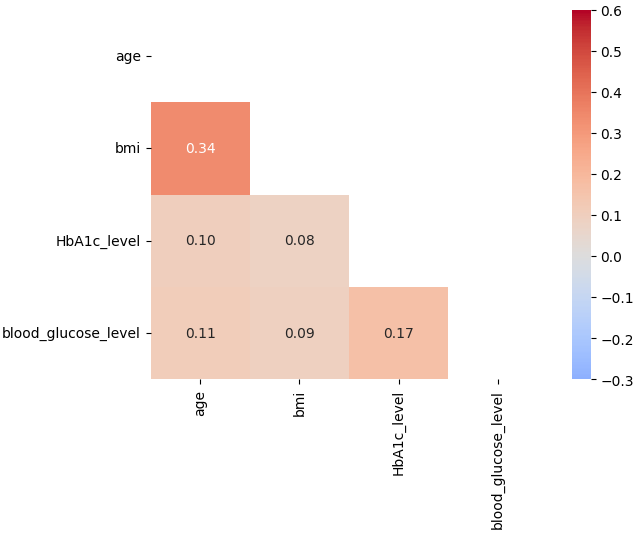 age
bmi
HbA1c_level
blood_glucose_level
0.34
0.10 0.08
0.11 0.09 0.17
age
bmi
HbA1c_level
blood_glucose_level
0.6
0.5
0.4
0.3
0.2
0.1
0.0
−0.1
−0.2
−0.3